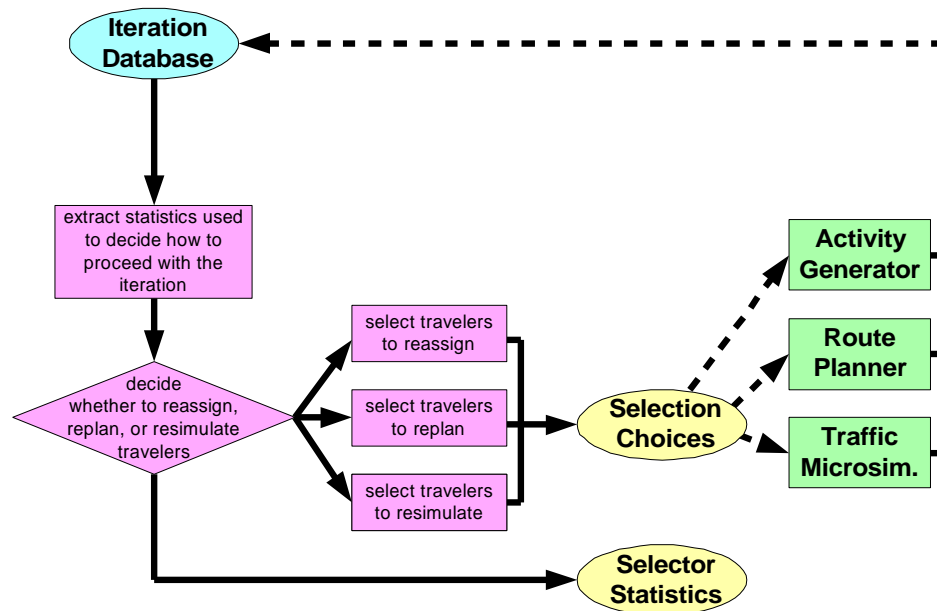 Iteration
Database
extract statistics used
to decide how to
proceed with the
iteration
decide
whether to reassign,
replan, or resimulate
travelers
select travelers
to reassign
select travelers
to replan
select travelers
to resimulate
Selection
Choices
Activity
Generator
Route
Planner
Traffic
Microsim.
Selector
Statistics